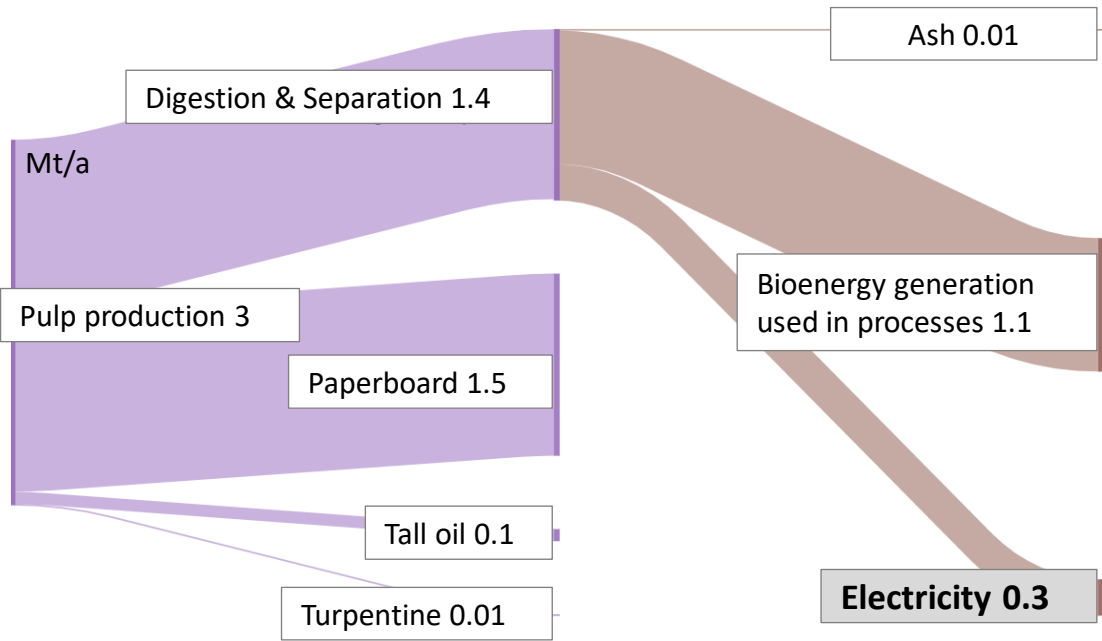 Ash 0.01
Digestion & Separation 1.4
Mt/a
Bioenergy generation
used in processes 1.1
Pulp production 3
Paperboard 1.5
Tall oil 0.1
Electricity 0.3
Turpentine 0.01